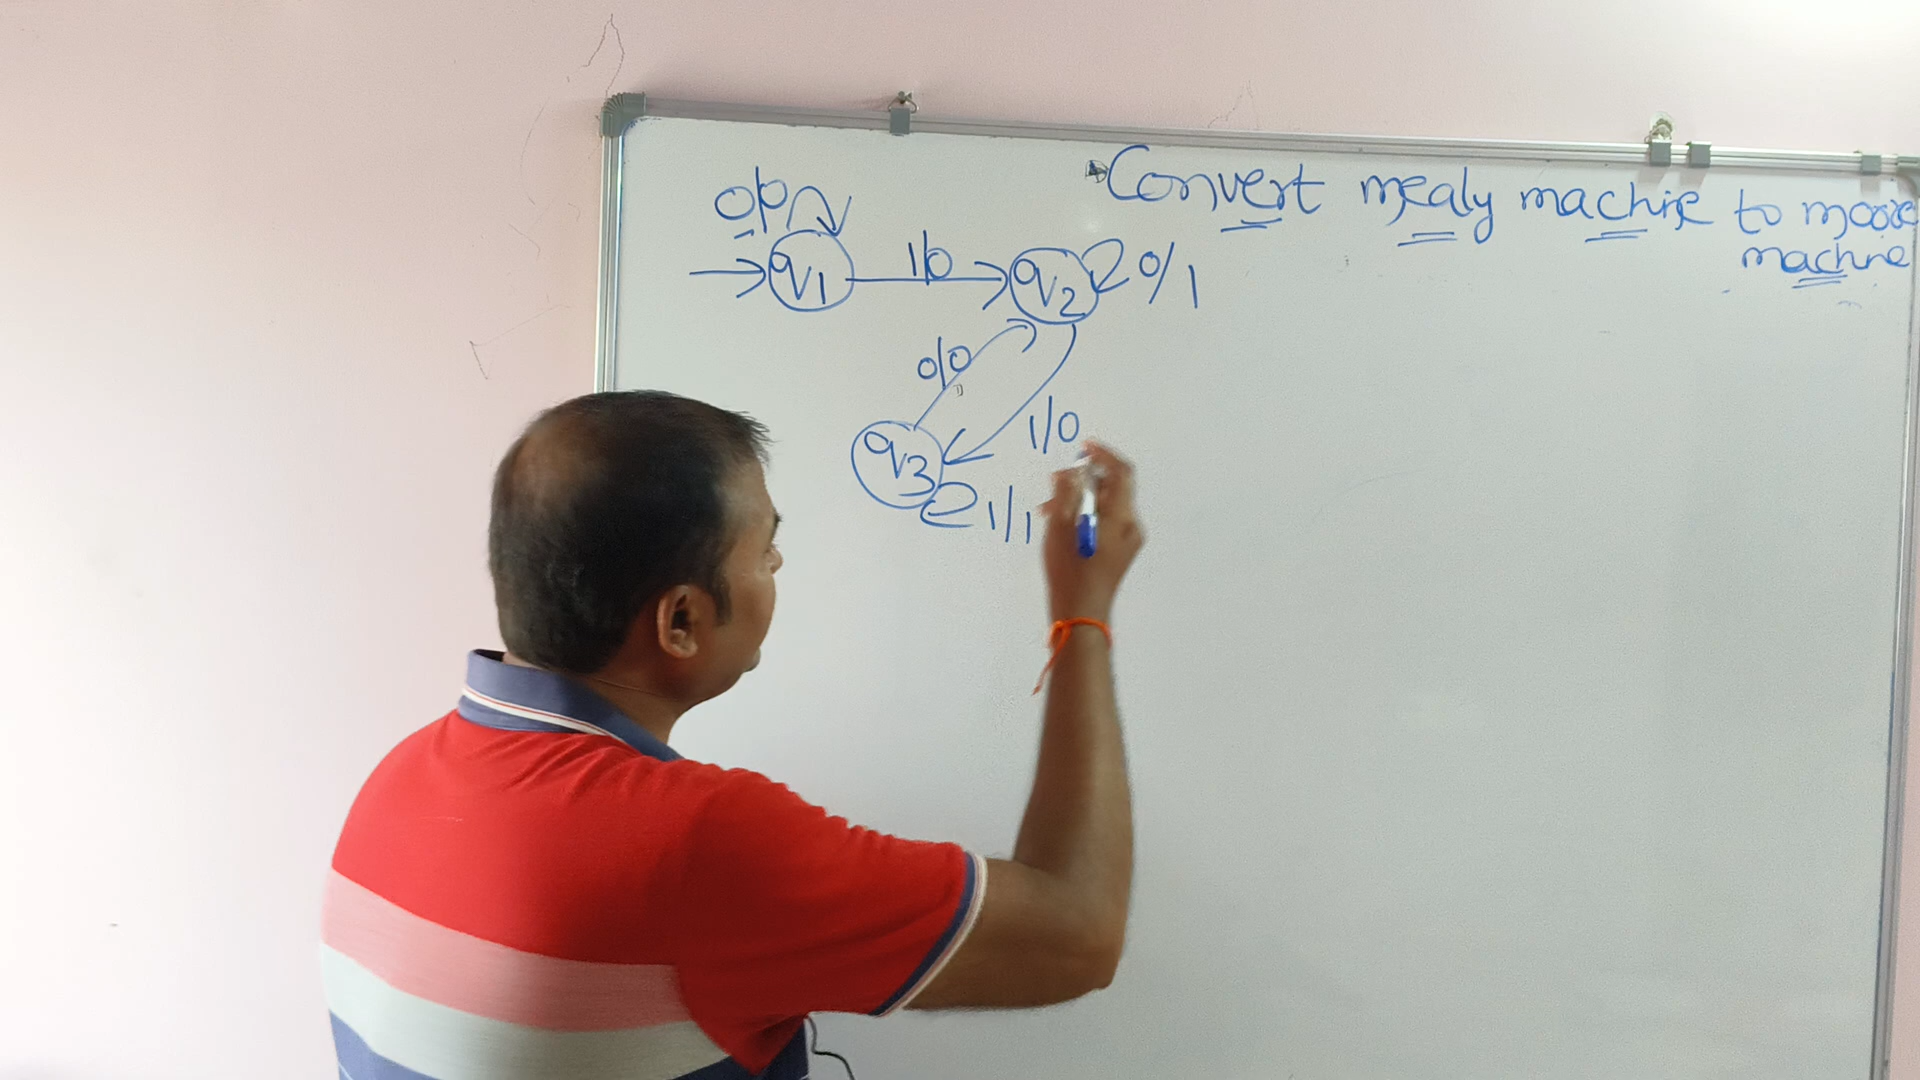 Convert mealy machine to moore
machine
0/0
q1
1/0
q2
0/1
0/0
1/0
q3
1/1